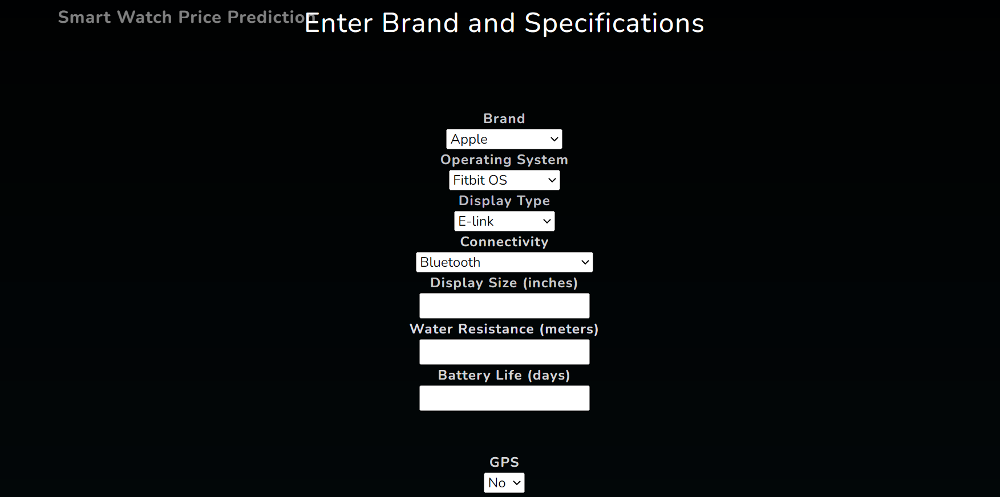 Smart Watch Price Prediction
Enter Brand and Specifications
Brand
Apple
Operating System
Fitbit OS
Display Type
E-link
Connectivity
Bluetooth
Display Size (inches)
Water Resistance (meters)
Battery Life (days)
GPS
No